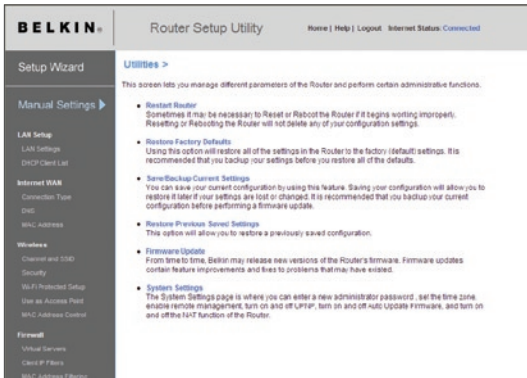 BELKIN®
Router Setup Utility
Home | Help | Logout Internet Status: Connected
Setup Wizard
Manual Settings
LAN Setup
LAN Settings
DHCP Client List
Internet WAN
Connection Type
DNS
MAC Address
Wireless
Channel and SSID
Security
Wi-Fi Protected Setup
Use as Access Point
MAC Address Control
Firewall
Virtual Servers
Client IP Filters
MAC Address Filtering
Utilities >
This screen lets you manage different parameters of the Router and perform certain administrative functions.
• Restart Router
Sometimes it may be necessary to Reset or Reboot the Router if it begins working improperly.
Resetting or Rebooting the Router will not delete any of your configuration settings.
• Restore Factory Defaults
Using this option will restore all of the settings in the Router to the factory (default) settings. It is
recommended that you backup your settings before you restore all of the defaults.
• Save/Backup Current Settings
You can save your current configuration by using this feature. Saving your configuration will allow you to
restore it later if your settings are lost or changed. It is recommended that you backup your current
configuration before performing a firmware update.
• Restore Previous Saved Settings
This option will allow you to restore a previously saved configuration.
• Firmware Update
From time to time, Belkin may release new versions of the Router's firmware. Firmware updates
contain feature improvements and fixes to problems that may have existed.
• System Settings
The System Settings page is where you can enter a new administrator password , set the time zone,
enable remote management, turn on and off UPNP, turn on and off Auto Update Firmware, and turn on
and off the NAT function of the Router.